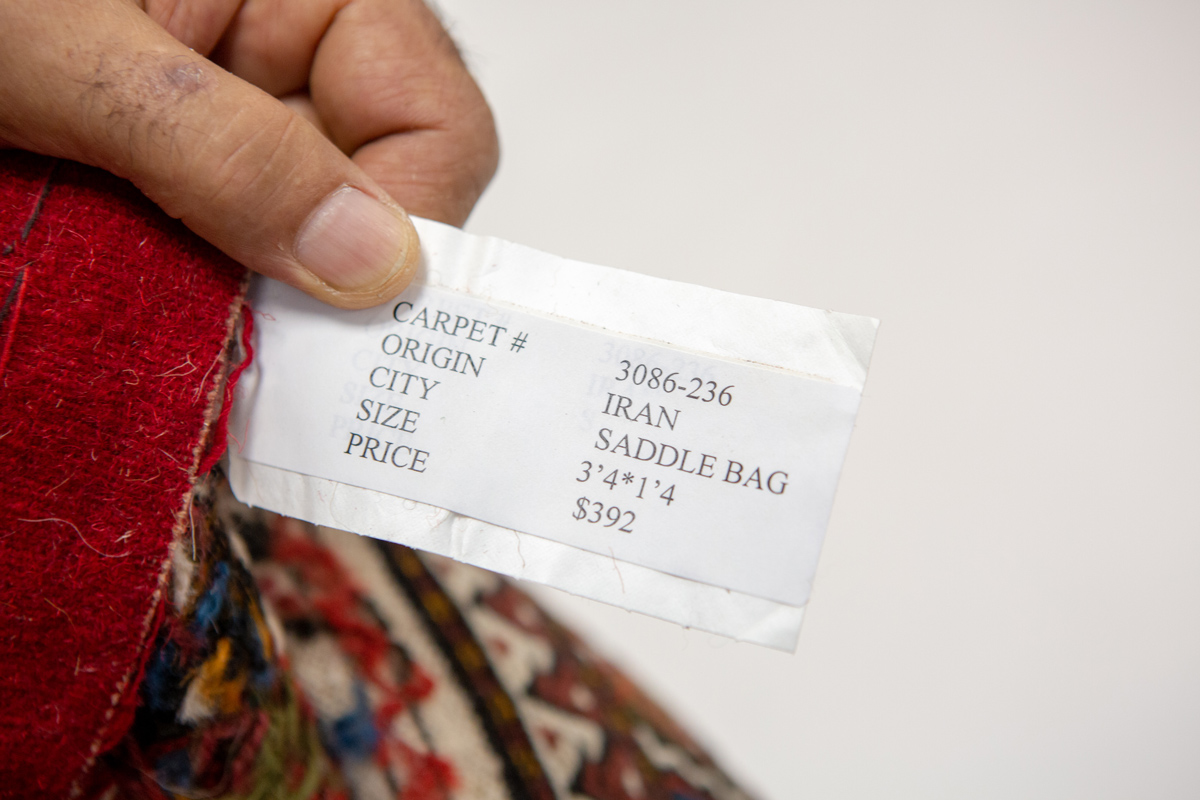 CARPET # 3086-236
ORIGIN IRAN
CITY SADDLE BAG
SIZE 3’4*1’4
PRICE $392